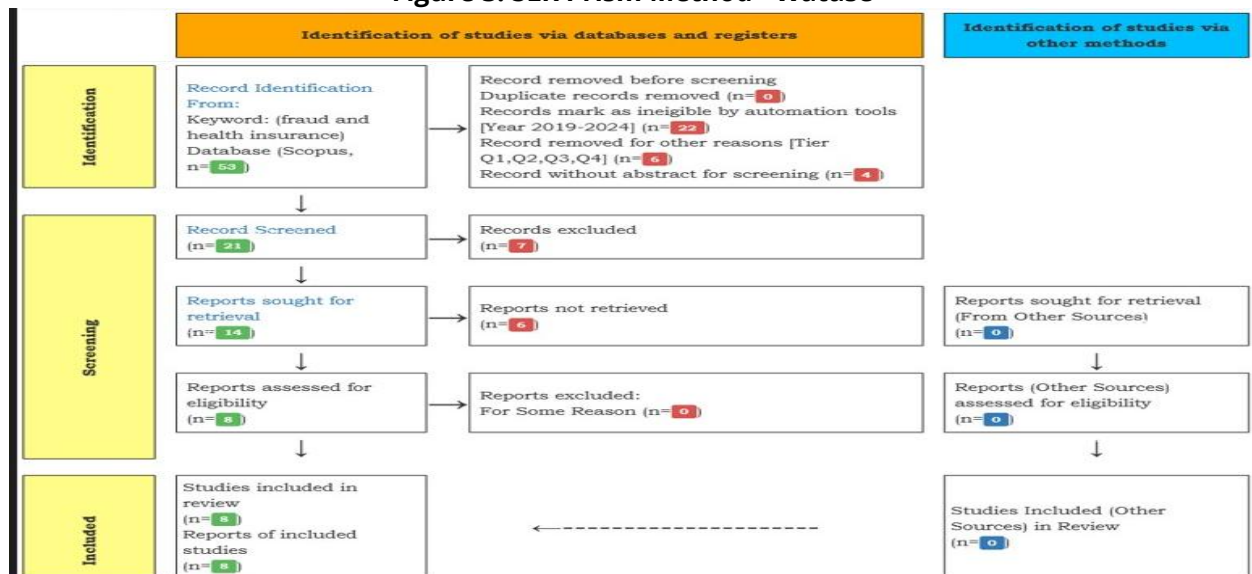 Identification of studies via databases and registers
Identification of studies via
other methods
Identification
Record Identification
From:
Keyword: (fraud and
health insurance)
Database (Scopus,
n=53)
Record removed before screening
Duplicate records removed (n=0)
Records mark as ineigible by automation tools
[Year 2019-2024] (n=22)
Record removed for other reasons [Tier
Q1,Q2,Q3,Q4] (n=6)
Record without abstract for screening (n=4)
Screening
Record Screened
(n=21)
Records excluded
(n=7)
Reports sought for
retrieval
(n=14)
Reports not retrieved
(n=6)
Reports sought for retrieval
(From Other Sources)
(n=0)
Reports assessed for
eligibility
(n=8)
Reports excluded:
For Some Reason (n=0)
Reports (Other Sources)
assessed for eligibility
(n=0)
Included
Studies included in
review
(n=8)
Reports of included
studies
(n=8)
Studies Included (Other
Sources) in Review
(n=0)